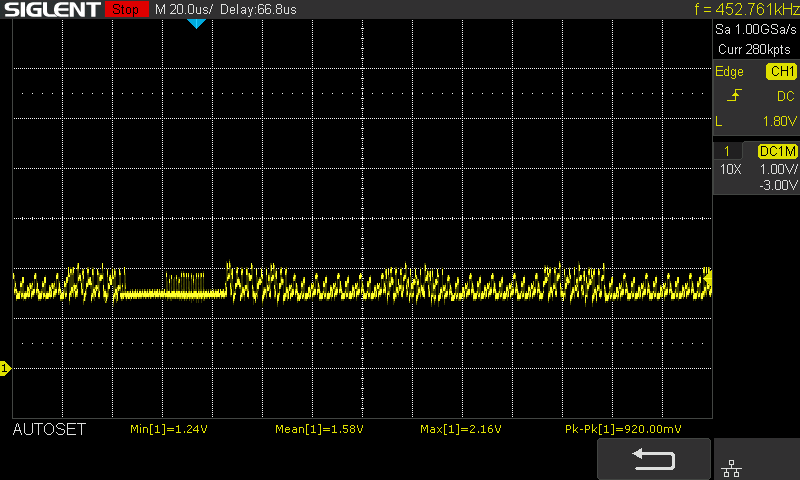 SIGLENT Stop M 20.0us/ Delay:66.8us f = 452.761kHz
Sa 1.00GSa/s
Curr 280kpts
Edge CH1
DC
L 1.80V
1 DC1M
10X 1.00V/
-3.00V
1
AUTOSET Min[1]=1.24V Mean[1]=1.58V Max[1]=2.16V Pk-Pk[1]=920.00mV